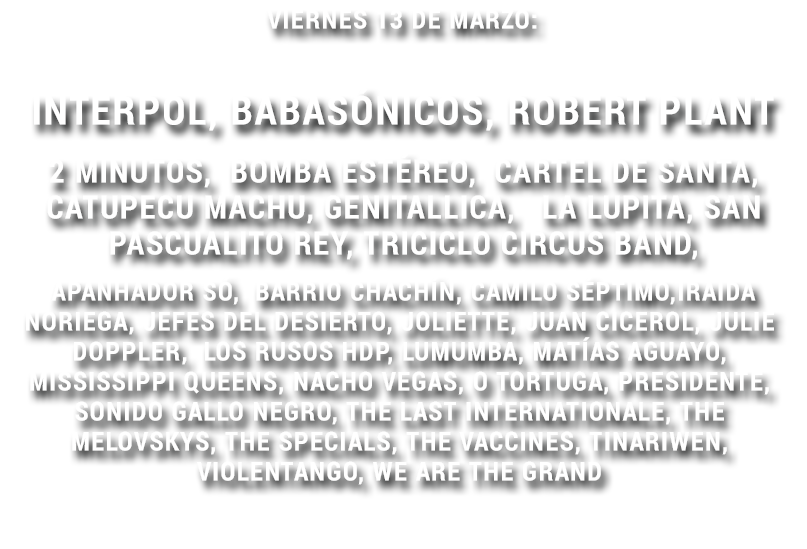 VIERNES 13 DE MARZO:
INTERPOL, BABASÓNICOS, ROBERT PLANT
2 MINUTOS, BOMBA ESTÉREO, CARTEL DE SANTA,
CATUPECU MACHU, GENITALLICA, LA LUPITA, SAN
PASCUALITO REY, TRICICLO CIRCUS BAND,
APANHADOR SÓ, BARRIO CHACHIN, CAMILO SÉPTIMO, IRAIDA
NORIEGA, JEFES DEL DESIERTO, JOLIETTE, JUAN CICEROL, JULIE
DOPPLER, LOS RUSOS HDP, LUMUMBA, MATÍAS AGUAYO,
MISSISSIPPI QUEENS, NACHO VEGAS, O TORTUGA, PRESIDENTE,
SONIDO GALLO NEGRO, THE LAST INTERNATIONALE, THE
MELOVSKYS, THE SPECIALS, THE VACCINES, TINARIWEN,
VIOLENTANGO, WE ARE THE GRAND